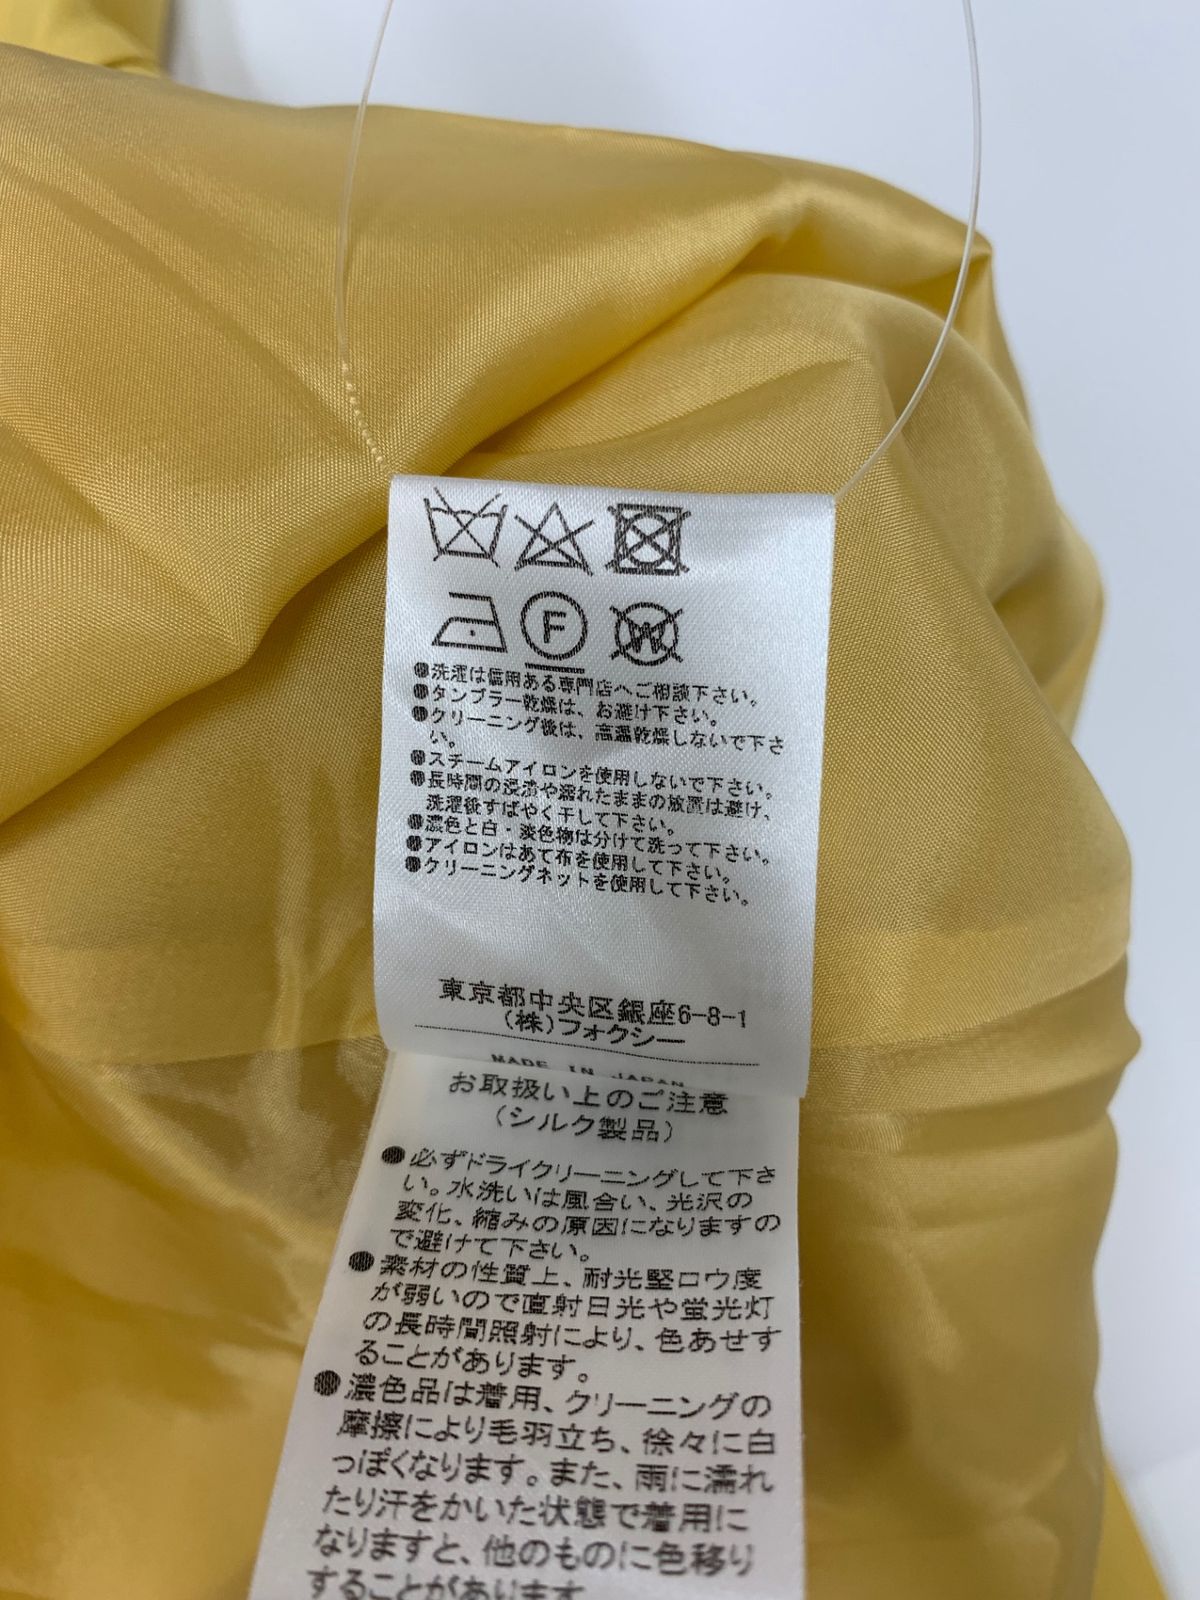 F
W
●洗濯は信用ある専門店へご相談下さい。
●タンブラー乾燥は、お避け下さい。
●クリーニング後は、高温乾燥しないで下さ
い。
●スチームアイロンを使用しないで下さい。
●長時間の浸漬や濡れたままの放置は避け、
洗濯後すばやく干して下さい。
●濃色と白・淡色物は分けて洗って下さい。
●アイロンはあて布を使用して下さい。
●クリーニングネットを使用して下さい。
東京都中央区銀座6-8-1
(株)フォクシー
MADE IN JAPAN
お取扱い上のご注意
(シルク製品)
●必ずドライクリーニングして下さ
い。水洗いは風合い、光沢の
変化、縮みの原因になりますの
で避けて下さい。
●素材の性質上、耐光堅ロウ度
が弱いので直射日光や蛍光灯
の長時間照射により、色あせす
ることがあります。
●濃色品は着用、クリーニングの
摩擦により毛羽立ち、徐々に白
っぽくなります。また、雨に濡れ
たり汗をかいた状態で着用に
なりますと、他のものに色移り
することがあります